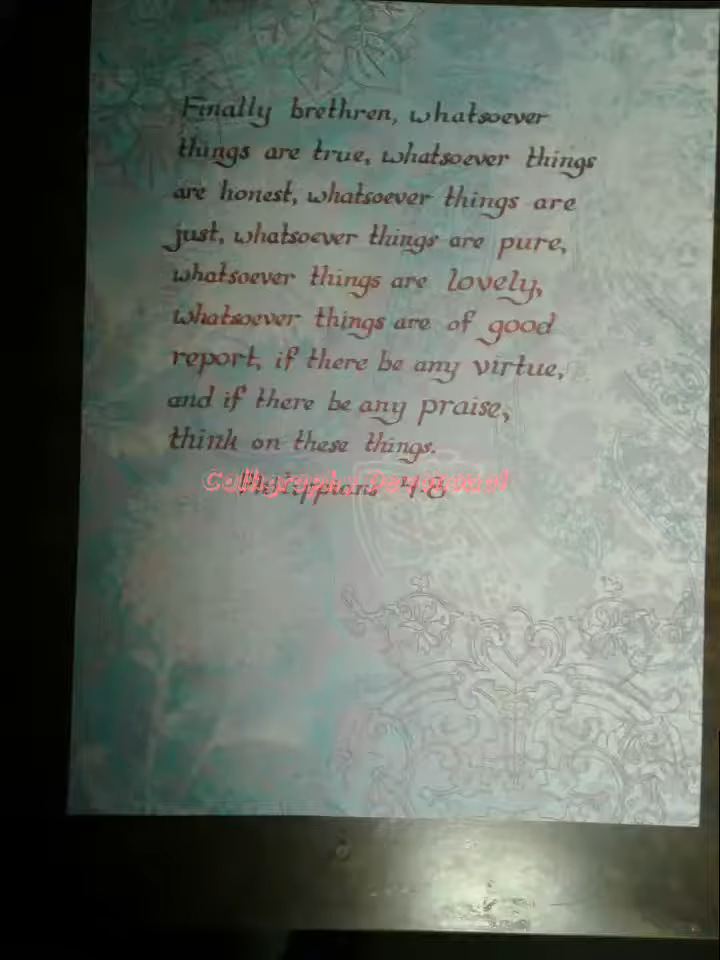 Finally brethren, whatsoever
things are true, whatsoever things
are honest, whatsoever things are
just, whatsoever things are pure,
whatsoever things are lovely,
whatsoever things are of good
report, if there be any virtue,
and if there be any praise,
think on these things.
Philippians 4:8
Calligraphy Devotional